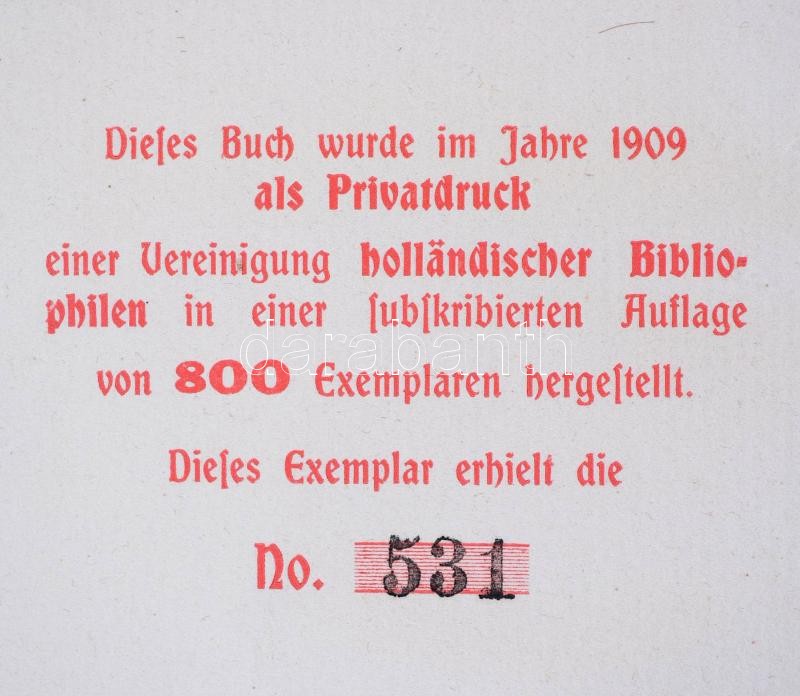 Dieſes Buch wurde im Jahre 1909
als Privatdruck
einer Vereinigung holländischer Biblio-
philen in einer ſubſkribierten Auflage
darabanth
von 800 Exemplaren hergeſtellt.
Dieſes Exemplar erhielt die
No. 531